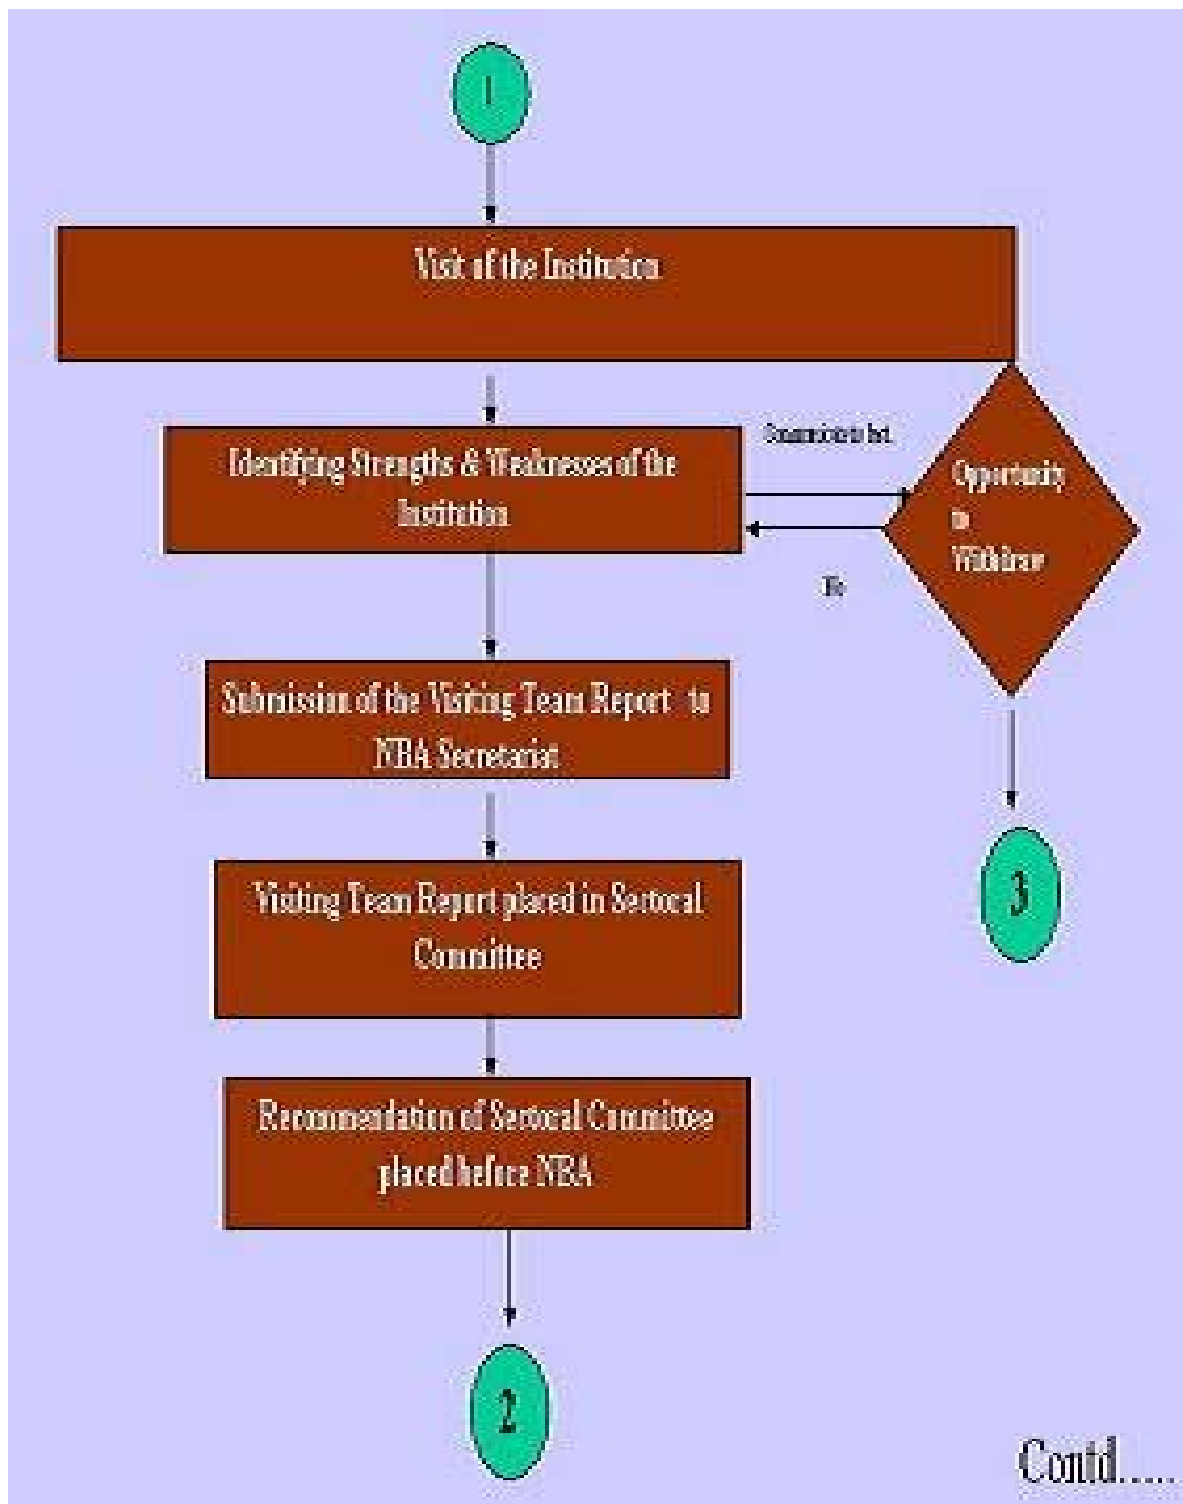 1
Visit of the Institution
Identifying Strengths & Weaknesses of the
Institution
Opportunity
to
Withdraw
Submission of the Visiting Team Report to
NBA Secretariat
Visiting Team Report placed in Sectoral
Committee
3
Recommendation of Sectoral Committee
placed before NBA
2
Contd......